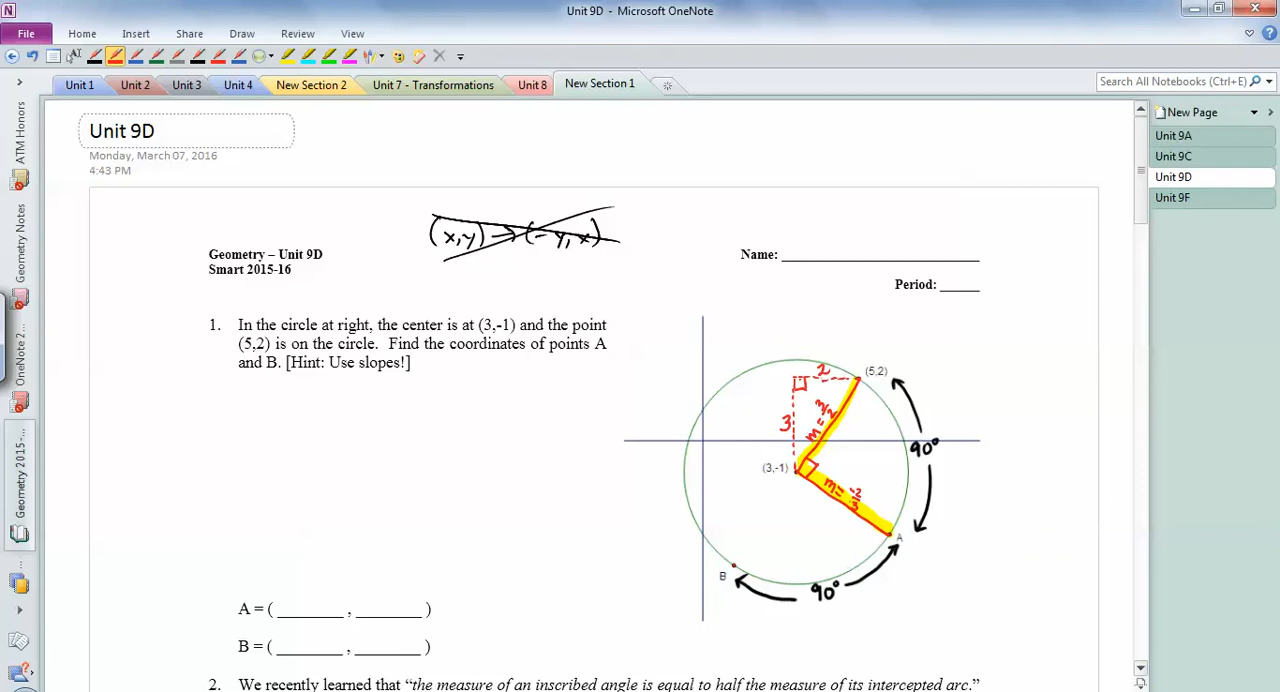 Unit 9D - Microsoft OneNote
File Home Insert Share Draw Review View
Unit 1 Unit 2 Unit 3 Unit 4 New Section 2 Unit 7 - Transformations Unit 8 New Section 1
Search All Notebooks (Ctrl+E)
New Page
Unit 9A
Unit 9C
Unit 9D
Unit 9F
ATM Honors
Geometry Notes
OneNote 2...
Geometry 2015 -...
Unit 9D
Monday, March 07, 2016
4:43 PM
(x,y) → (-y,x)
Geometry – Unit 9D
Smart 2015-16
Name: ____________
Period: _____
1. In the circle at right, the center is at (3,-1) and the point
(5,2) is on the circle. Find the coordinates of points A
and B. [Hint: Use slopes!]
2
(5,2)
3
m = 3/2
90°
(3,-1)
m = -2/3
A
B
90°
A = ( _______ , _______ )
B = ( _______ , _______ )
2. We recently learned that “the measure of an inscribed angle is equal to half the measure of its intercepted arc.”